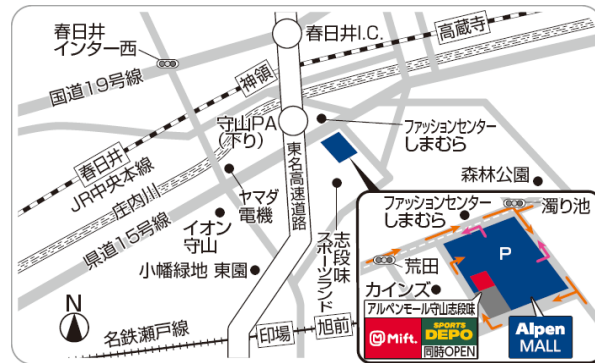 春日井
インター西
国道19号線
春日井I.C.
高蔵寺
神領
守山PA
(下り)
ファッションセンター
しまむら
東名高速道路
春日井
JR中央本線
庄内川
県道15号線
ヤマダ
電機
イオン
守山
小幡緑地 東園
志段味
スポーツランド
森林公園
N
名鉄瀬戸線
印場
旭前
ファッションセンター
しまむら
濁り池
荒田
P
カインズ
アルペンモール守山志段味
Mift.
SPORTS
DEPO
同時OPEN
Alpen
MALL